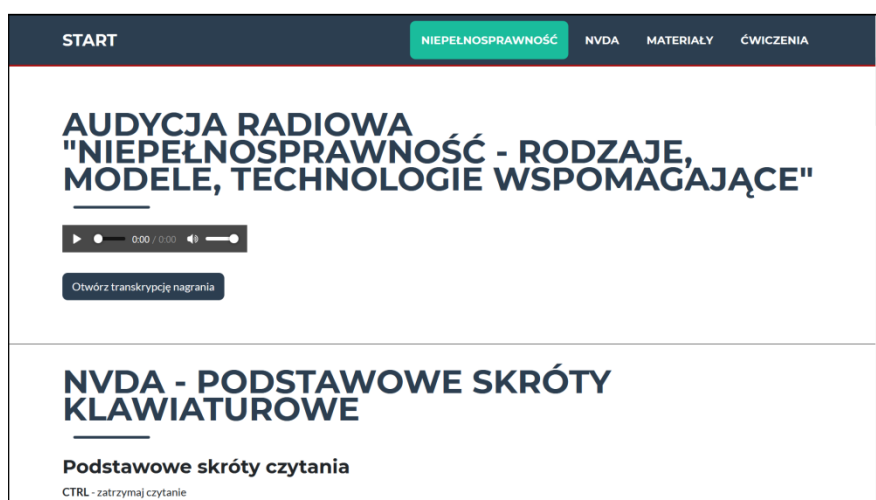 START NIEPEŁNOSPRAWNOŚĆ NVDA MATERIAŁY ĆWICZENIA
AUDYCJA RADIOWA
"NIEPEŁNOSPRAWNOŚĆ - RODZAJE,
MODELE, TECHNOLOGIE WSPOMAGAJĄCE"
0:00 / 0:00
Otwórz transkrypcję nagrania
NVDA - PODSTAWOWE SKRÓTY
KLAWIATUROWE
Podstawowe skróty czytania
CTRL - zatrzymaj czytanie